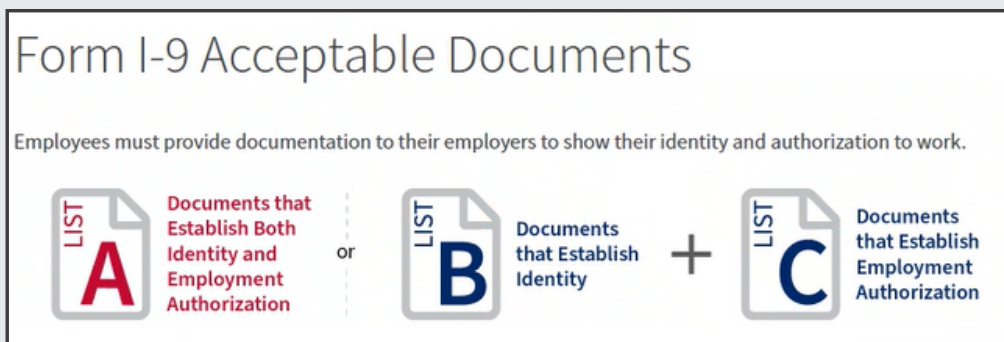 Form I-9 Acceptable Documents
Employees must provide documentation to their employers to show their identity and authorization to work.
LIST
A
Documents that
Establish Both
Identity and
Employment
Authorization
or
LIST
B
Documents
that Establish
Identity
+
LIST
C
Documents
that Establish
Employment
Authorization